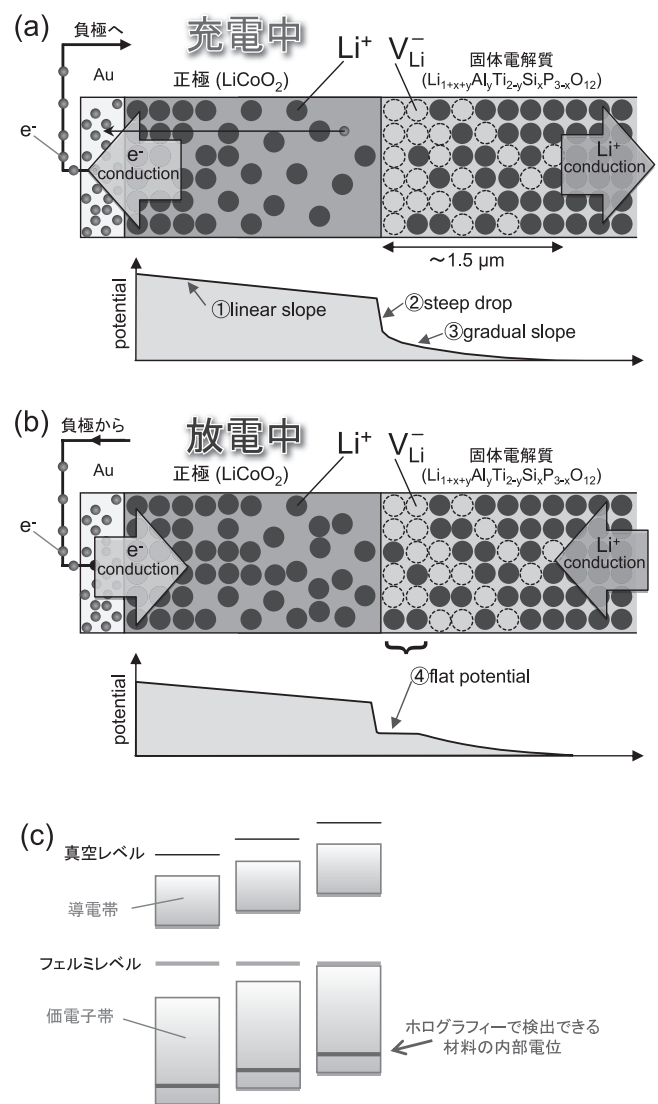 (a)
負極へ
充電中
Li⁺
V⁻Li
Au
正極 (LiCoO₂)
固体電解質
(Li₁₊ₓ₊yAlyTi₂₋ySiₓP₃₋ₓO₁₂)
e⁻
e⁻
conduction
Li⁺
conduction
～1.5 μm
potential
①linear slope
②steep drop
③gradual slope
(b)
負極から
放電中
Li⁺
V⁻Li
Au
正極 (LiCoO₂)
固体電解質
(Li₁₊ₓ₊yAlyTi₂₋ySiₓP₃₋ₓO₁₂)
e⁻
e⁻
conduction
Li⁺
conduction
potential
④flat potential
(c)
真空レベル
導電帯
フェルミレベル
価電子帯
ホログラフィーで検出できる
材料の内部電位